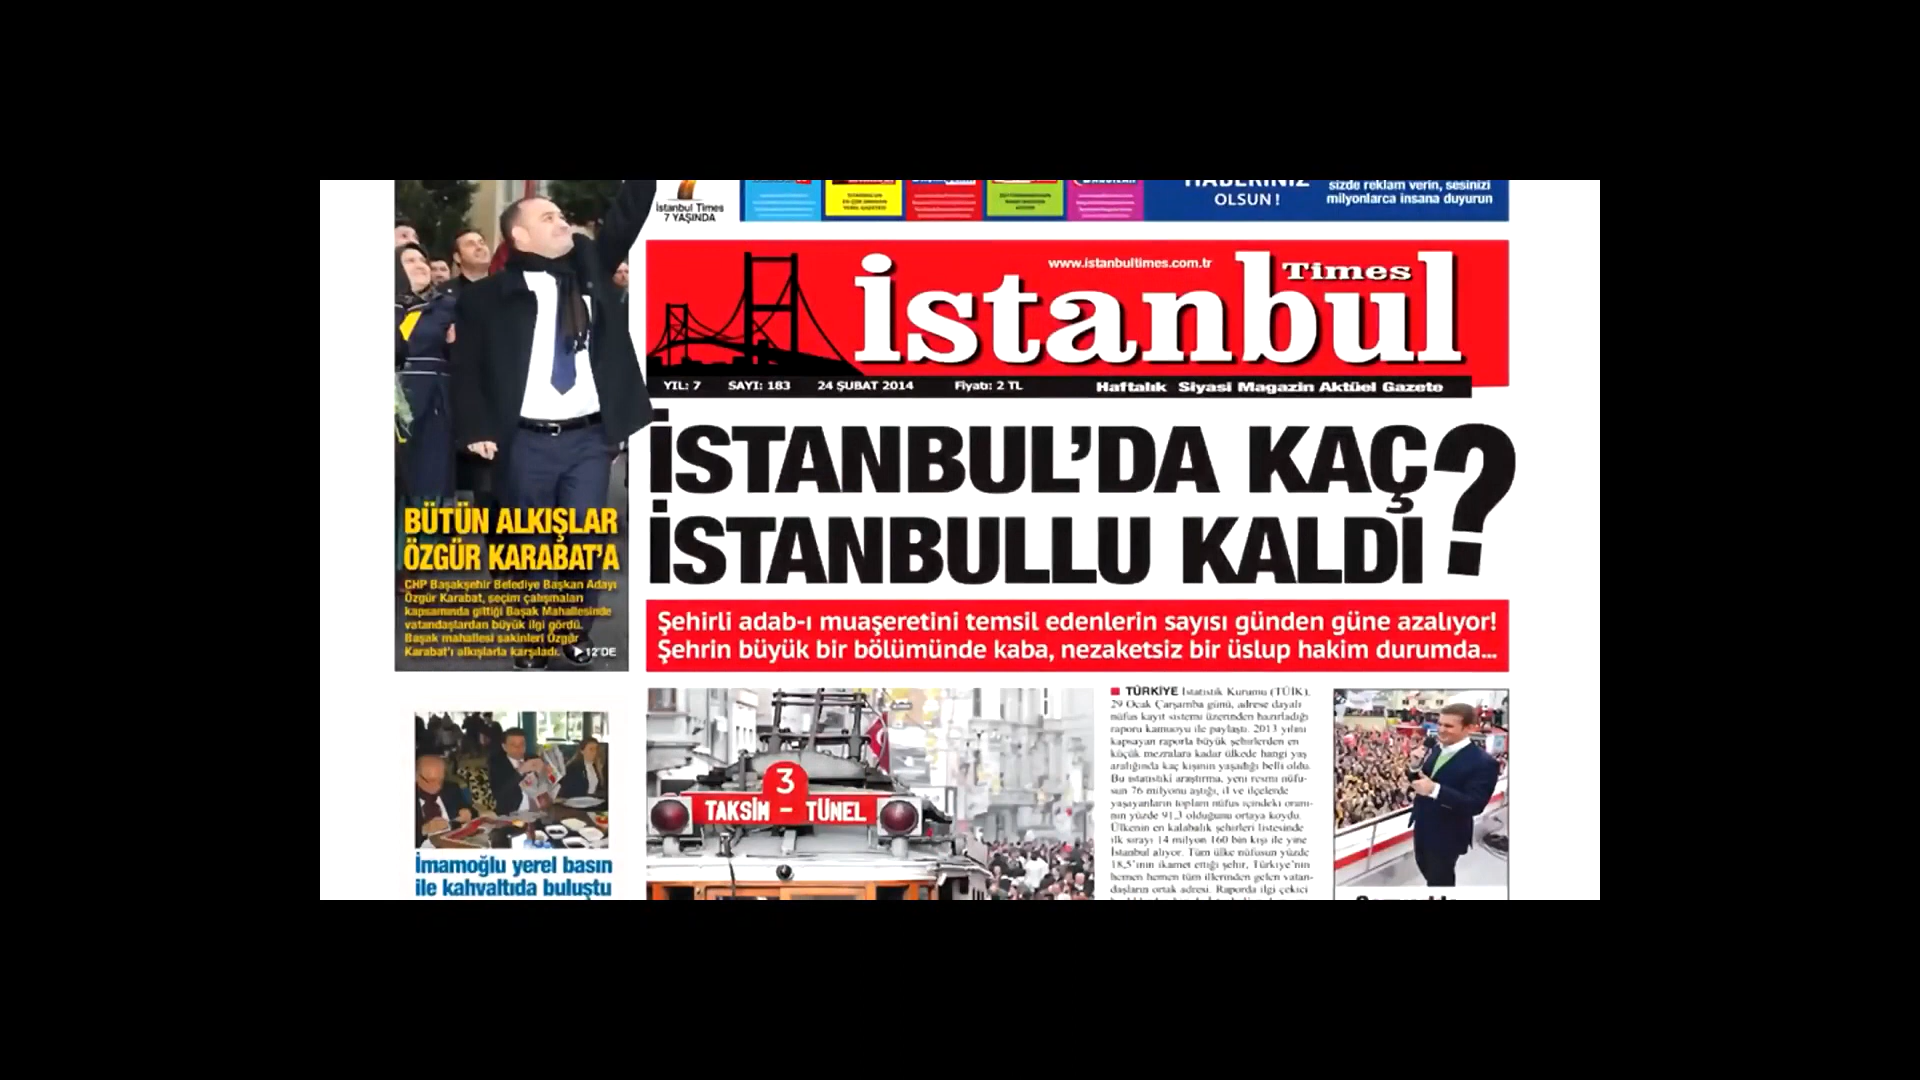 İstanbul Times
7 YAŞINDA
HABERİNİZ
OLSUN !
sizde reklam verin, sesinizi
milyonlarca insana duyurun
www.istanbultimes.com.tr
Times
istanbul
YIL: 7 SAYI: 183 24 ŞUBAT 2014 Fiyatı: 2 TL Haftalık Siyasi Magazin Aktüel Gazete
İSTANBUL'DA KAÇ
İSTANBULLU KALDI ?
Şehirli adab-ı muaşeretini temsil edenlerin sayısı günden güne azalıyor!
Şehrin büyük bir bölümünde kaba, nezaketsiz bir üslup hakim durumda...
BÜTÜN ALKIŞLAR
ÖZGÜR KARABAT'A
CHP Başakşehir Belediye Başkan Adayı
Özgür Karabat, seçim çalışmaları
kapsamında gittiği Başak Mahallesinde
vatandaşlardan büyük ilgi gördü.
Başak mahallesi sakinleri Özgür
Karabat'ı alkışlarla karşıladı. ▶12'DE
İmamoğlu yerel basın
ile kahvaltıda buluştu
3
TAKSİM – TÜNEL
TÜRKİYE İstatistik Kurumu (TÜİK),
29 Ocak Çarşamba günü, adrese dayalı
nüfus kayıt sistemi üzerinden hazırladığı
raporu kamuoyu ile paylaştı. 2013 yılını
kapsayan raporla büyük şehirlerden en
küçük mezralara kadar ülkede hangi yaş
aralığında kaç kişinin yaşadığı belli oldu.
Bu istatistiki araştırma, yeni resmi nüfu-
sun 76 milyonu aştığı, il ve ilçelerde
yaşayanların toplam nüfus içindeki oranı-
nın yüzde 91,3 olduğunu ortaya koydu.
Ülkenin en kalabalık şehirleri listesinde
ilk sırayı 14 milyon 160 bin kişi ile yine
İstanbul alıyor. Tüm ülke nüfusun yüzde
18,5'inin ikamet ettiği şehir, Türkiye'nin
hemen hemen tüm illerinden gelen vatan-
daşların ortak adresi. Raporda ilgi çekici